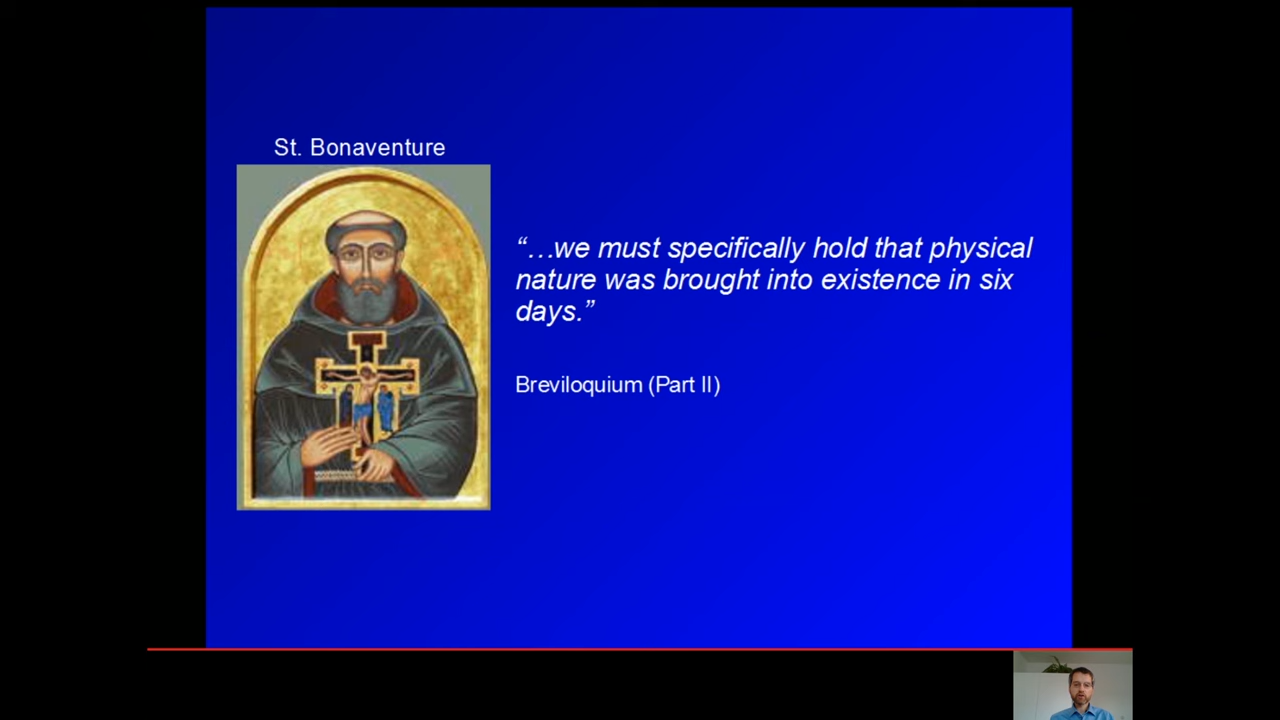 St. Bonaventure
“…we must specifically hold that physical
nature was brought into existence in six
days.”
Breviloquium (Part II)